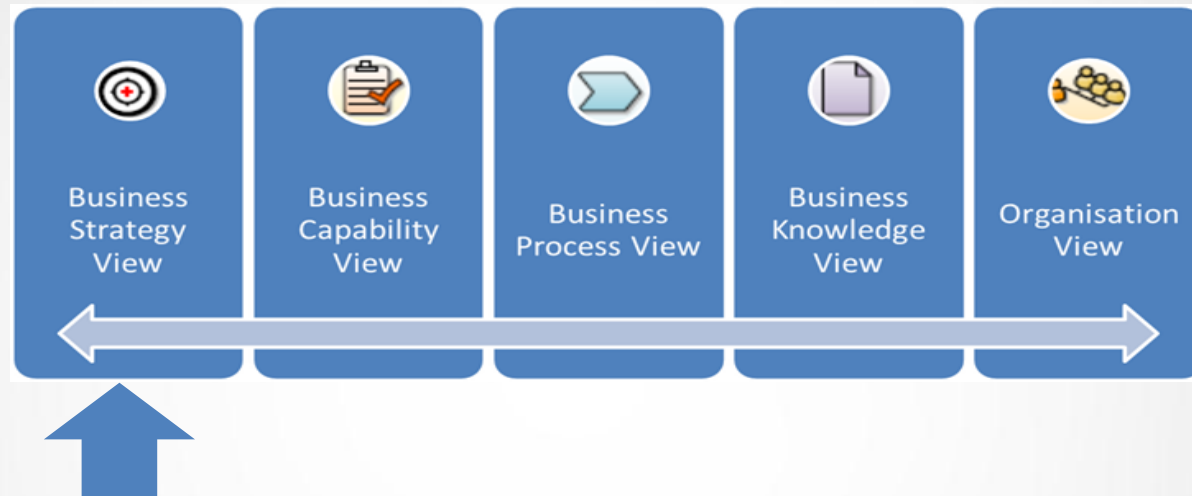 Business
Strategy
View
Business
Capability
View
Business
Process View
Business
Knowledge
View
Organisation
View